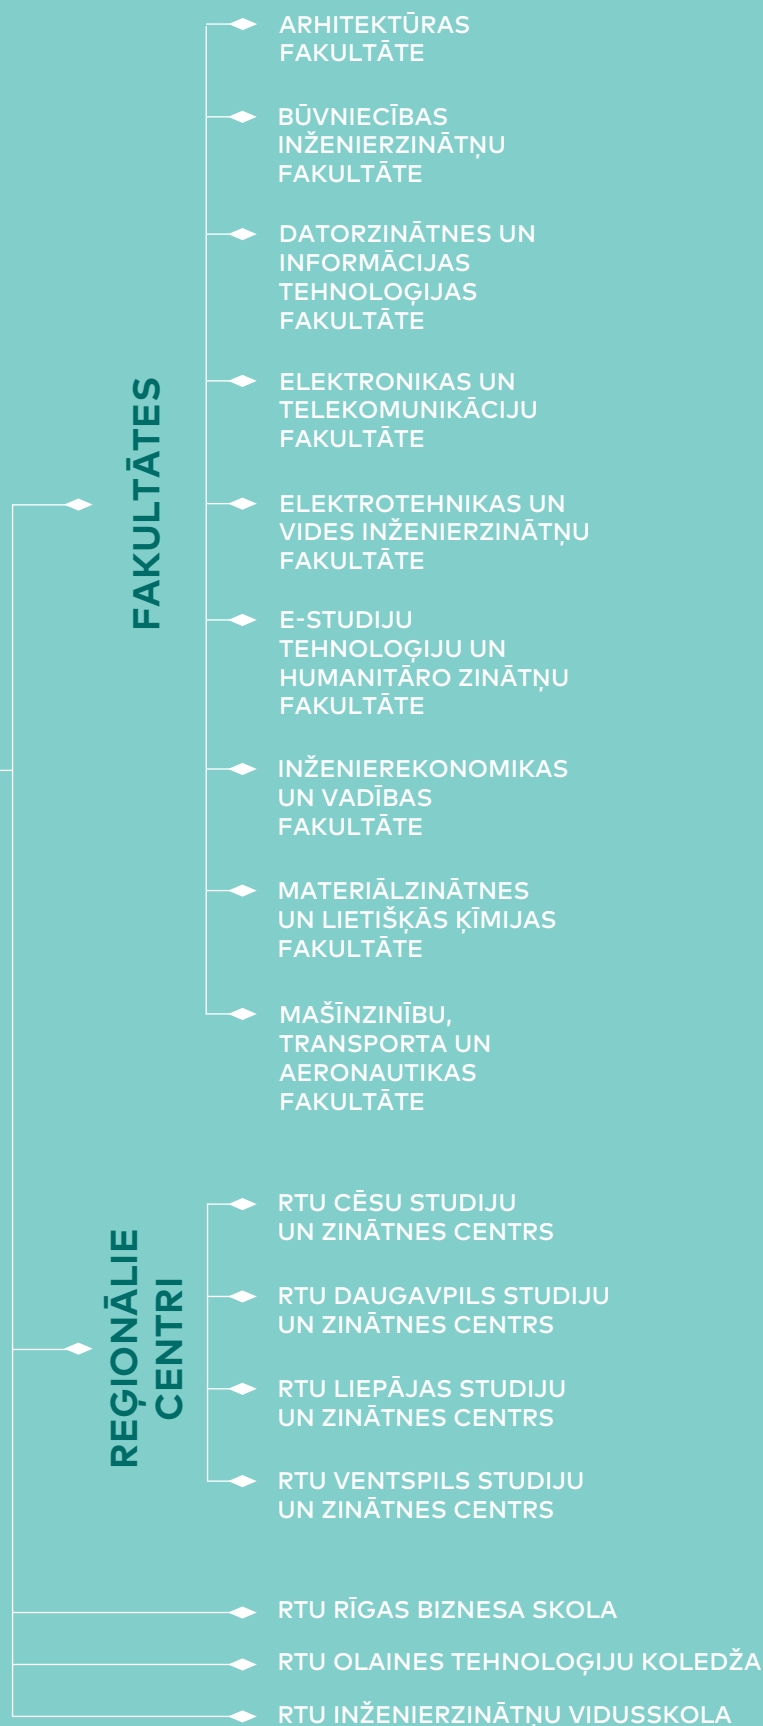 FAKULTĀTES
ARHITEKTŪRAS
FAKULTĀTE
BŪVNIECĪBAS
INŽENIERZINĀTŅU
FAKULTĀTE
DATORZINĀTNES UN
INFORMĀCIJAS
TEHNOLOĢIJAS
FAKULTĀTE
ELEKTRONIKAS UN
TELEKOMUNIKĀCIJU
FAKULTĀTE
ELEKTROTEHNIKAS UN
VIDES INŽENIERZINĀTŅU
FAKULTĀTE
E-STUDIJU
TEHNOLOĢIJU UN
HUMANITĀRO ZINĀTŅU
FAKULTĀTE
INŽENIEREKONOMIKAS
UN VADĪBAS
FAKULTĀTE
MATERIĀLZINĀTNES
UN LIETIŠĶĀS ĶĪMIJAS
FAKULTĀTE
MAŠĪNZINĪBU,
TRANSPORTA UN
AERONAUTIKAS
FAKULTĀTE
REĢIONĀLIE
CENTRI
RTU CĒSU STUDIJU
UN ZINĀTNES CENTRS
RTU DAUGAVPILS STUDIJU
UN ZINĀTNES CENTRS
RTU LIEPĀJAS STUDIJU
UN ZINĀTNES CENTRS
RTU VENTSPILS STUDIJU
UN ZINĀTNES CENTRS
RTU RĪGAS BIZNESA SKOLA
RTU OLAINES TEHNOLOĢIJU KOLEDŽA
RTU INŽENIERZINĀTŅU VIDUSSKOLA